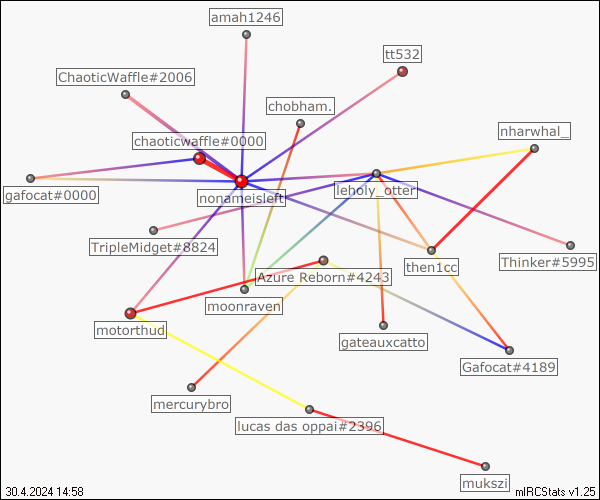 amah1246
tt532
ChaoticWaffle#2006
chobham.
nharwhal_
chaoticwaffle#0000
gafocat#0000
nonameisleft
leholy_otter
TripleMidget#8824
then1cc
Thinker#5995
Azure Reborn#4243
moonraven
motorthud
gateauxcatto
Gafocat#4189
mercurybro
lucas das oppai#2396
mukszi
30.4.2024 14:58
mIRCStats v1.25